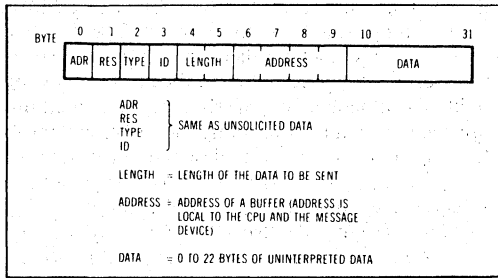 BYTE 0 1 2 3 4 5 6 7 8 9 10 31
ADR RES TYPE ID LENGTH ADDRESS DATA
ADR
RES
TYPE
ID
SAME AS UNSOLICITED DATA
LENGTH = LENGTH OF THE DATA TO BE SENT
ADDRESS = ADDRESS OF A BUFFER (ADDRESS IS
LOCAL TO THE CPU AND THE MESSAGE
DEVICE)
DATA = 0 TO 22 BYTES OF UNINTERPRETED DATA